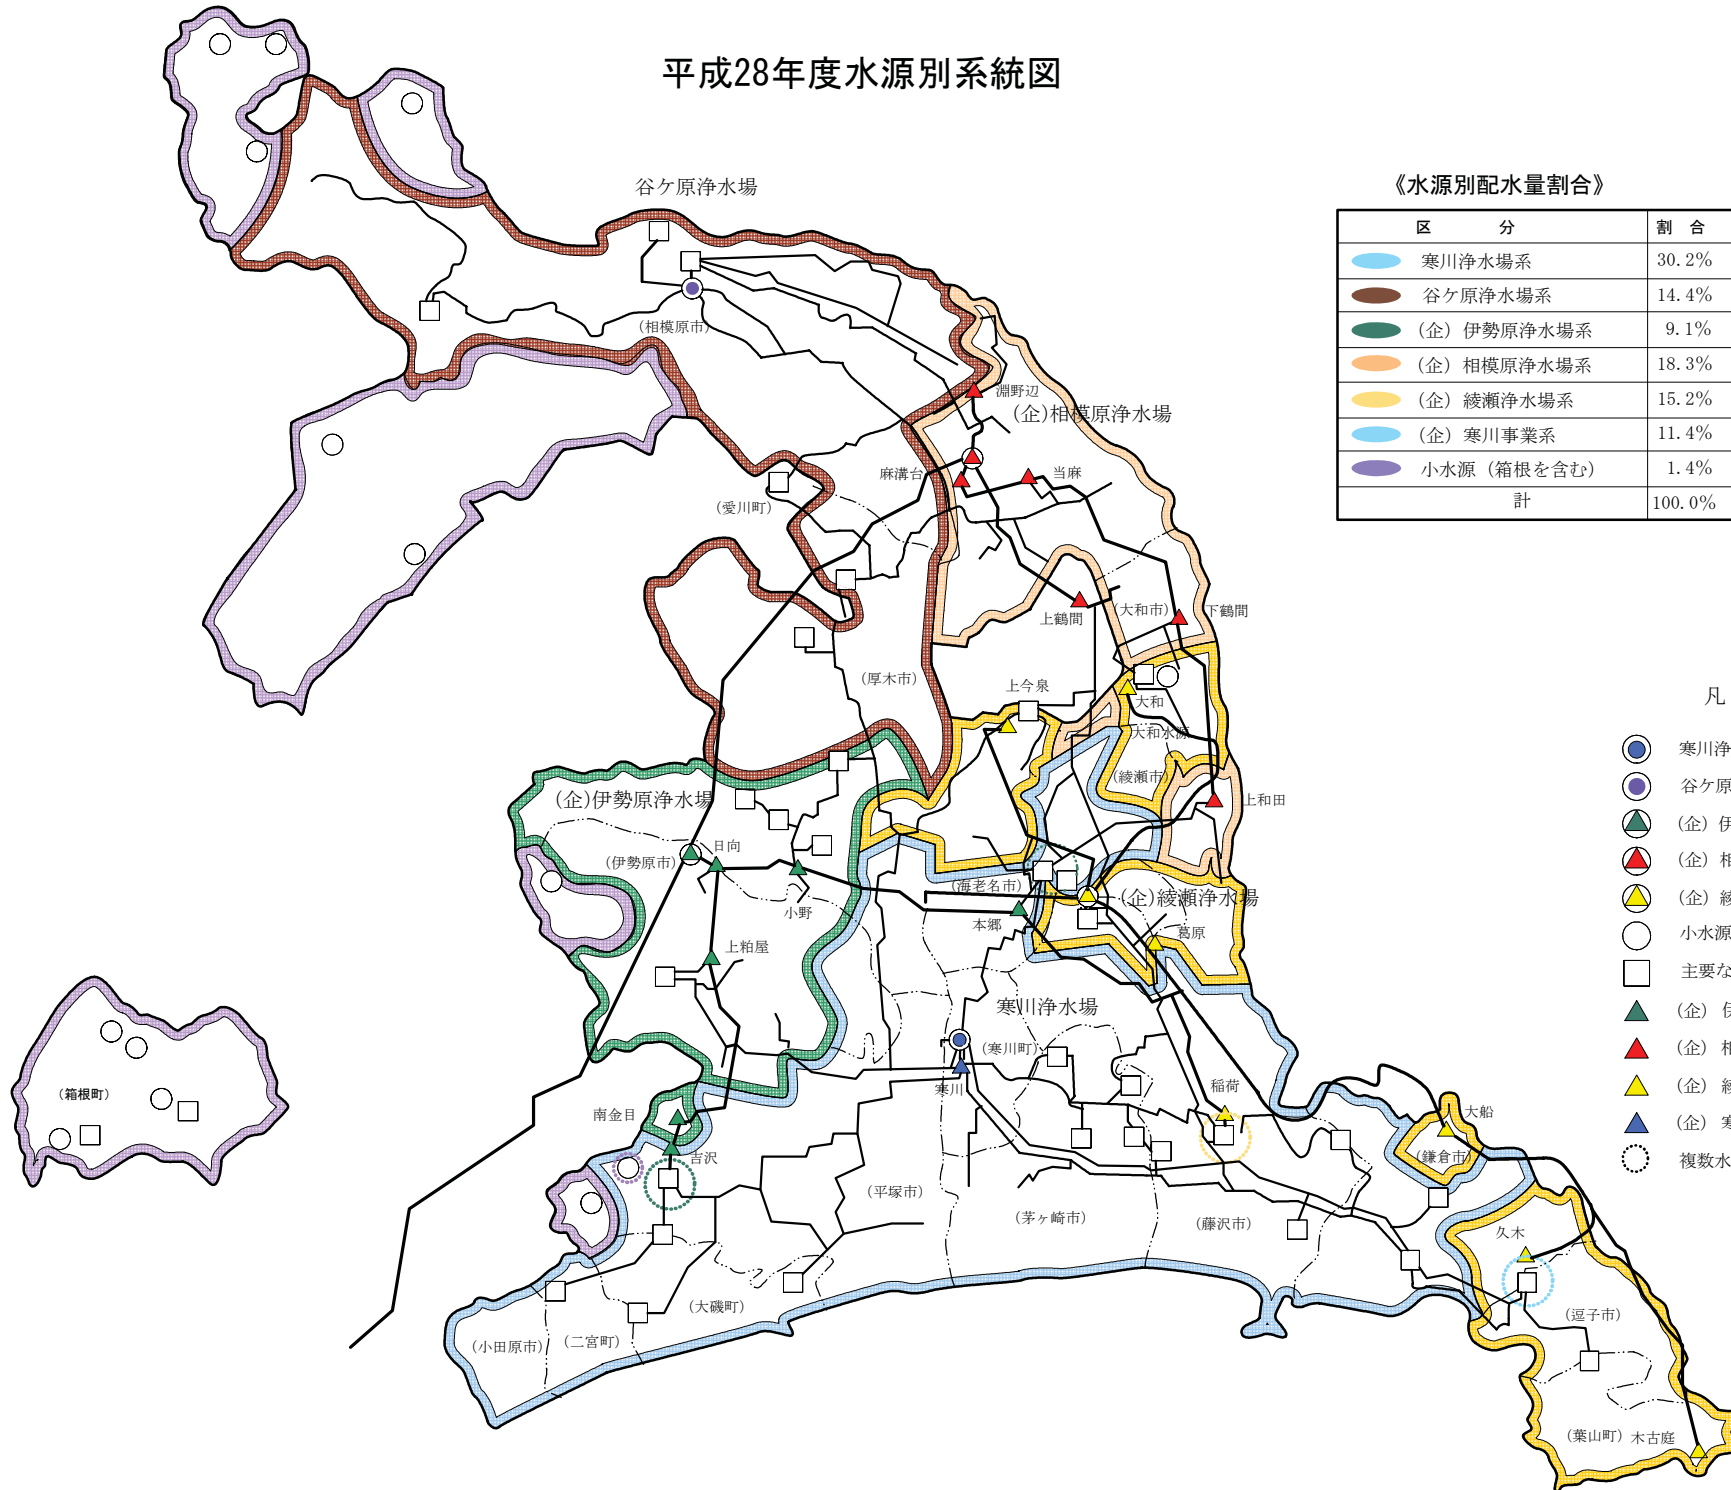 平成28年度水源別系統図
《水源別配水量割合》
区 分 割 合
寒川浄水場系 30.2%
谷ケ原浄水場系 14.4%
(企) 伊勢原浄水場系 9.1%
(企) 相模原浄水場系 18.3%
(企) 綾瀬浄水場系 15.2%
(企) 寒川事業系 11.4%
小水源 (箱根を含む) 1.4%
計 100.0%
谷ケ原浄水場
(相模原市)
淵野辺
(企)相模原浄水場
麻溝台
当麻
(愛川町)
上鶴間
(大和市)
下鶴間
(厚木市)
上今泉
大和
大和水源
(綾瀬市)
上和田
(企)伊勢原浄水場
日向
(伊勢原市)
小野
(海老名市)
(企)綾瀬浄水場
本郷
葛原
上粕屋
寒川浄水場
(寒川町)
寒川
稲荷
(箱根町)
南金目
吉沢
大船
(鎌倉市)
(平塚市)
(茅ヶ崎市)
(藤沢市)
久木
(大磯町)
(逗子市)
(小田原市)
(二宮町)
(葉山町)
木古庭
凡
寒川浄
谷ケ原
(企) 伊
(企) 相
(企) 綾
小水源
主要な
(企) 伊
(企) 相
(企) 綾
(企) 寒
複数水